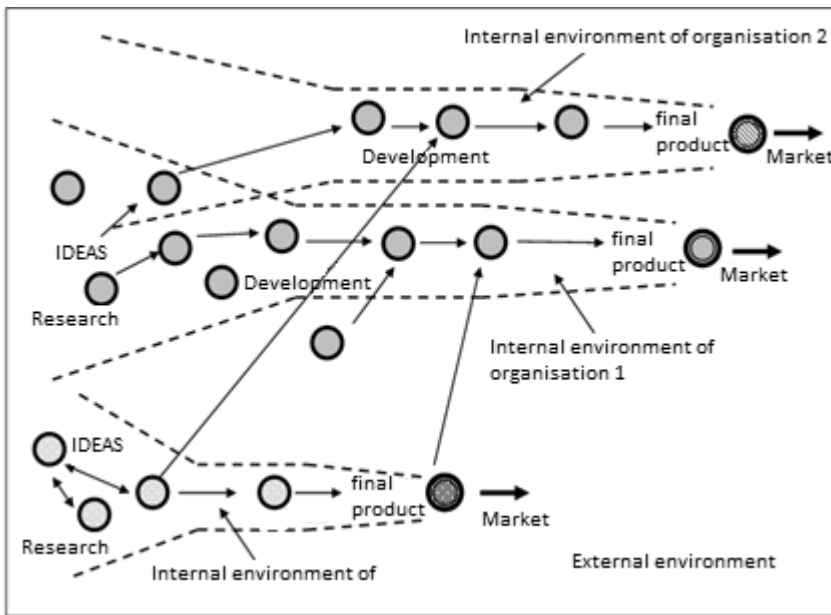 Internal environment of organisation 2
final
product
Development
Market
IDEAS
final
product
Development
Market
Research
Internal environment of
organisation 1
IDEAS
final
product
Market
Research
Internal environment of
External environment